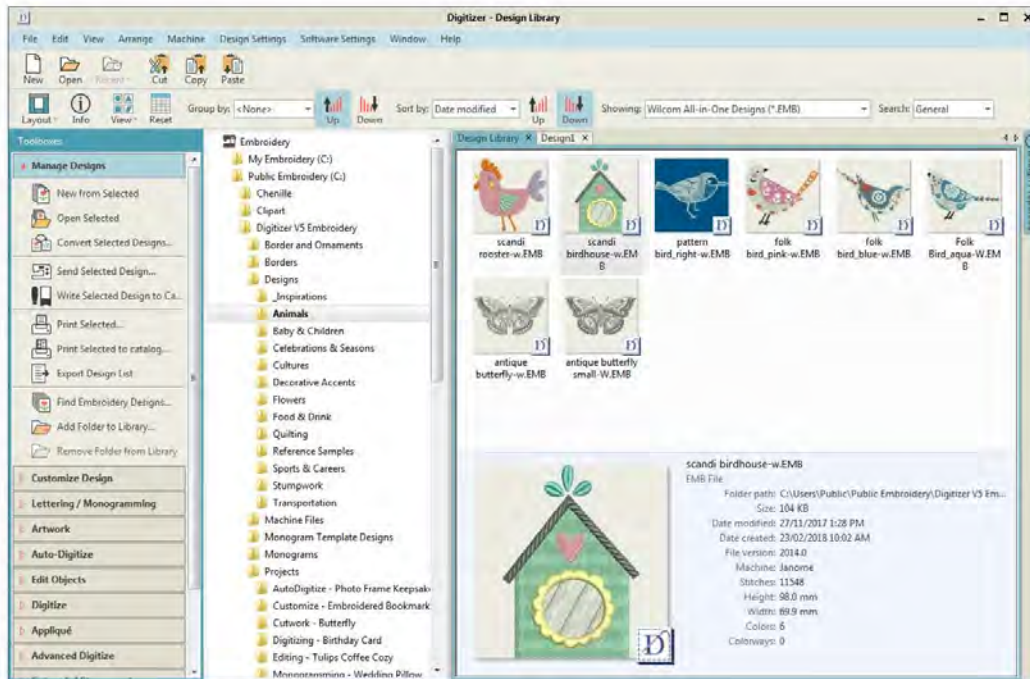 Digitizer - Design Library
File Edit View Arrange Machine Design Settings Software Settings Window Help
New Open Recent Cut Copy Paste
Layout Info View Reset Group by: <None> Up Down Sort by: Date modified Up Down Showing: Wilcom All-in-One Designs (*.EMB) Search: General
Toolboxes
Manage Designs
New from Selected
Open Selected
Convert Selected Designs...
Send Selected Design...
Write Selected Design to Ca...
Print Selected...
Print Selected to catalog...
Export Design List
Find Embroidery Designs...
Add Folder to Library...
Remove Folder from Library
Customize Design
Lettering / Monogramming
Artwork
Auto-Digitize
Edit Objects
Digitize
Appliqué
Advanced Digitize
Embroidery
My Embroidery (C:)
Public Embroidery (C:)
Chenille
Clipart
Digitizer V5 Embroidery
Border and Ornaments
Borders
Designs
_Inspirations
Animals
Baby & Children
Celebrations & Seasons
Cultures
Decorative Accents
Flowers
Food & Drink
Quilting
Reference Samples
Sports & Careers
Stumpwork
Transportation
Machine Files
Monogram Template Designs
Monograms
Projects
AutoDigitize - Photo Frame Keepsak
Customize - Embroidered Bookmark
Cutwork - Butterfly
Digitizing - Birthday Card
Editing - Tulips Coffee Cozy
Monogramming - Wedding Pillow
Design Library Design1
scandi
rooster-w.EMB
scandi
birdhouse-w.EM
B
pattern
bird_right-w.EMB
folk
bird_pink-w.EMB
folk
bird_blue-w.EMB
Folk
Bird_aqua-W.EM
B
antique
butterfly-w.EMB
antique butterfly
small-W.EMB
scandi birdhouse-w.EMB
EMB File
Folder path: C:\Users\Public\Public Embroidery\Digitizer V5 Em...
Size: 104 KB
Date modified: 27/11/2017 1:28 PM
Date created: 23/02/2018 10:02 AM
File version: 2014.0
Machine: Janome
Stitches: 11548
Height: 98.0 mm
Width: 69.9 mm
Colors: 6
Colorways: 0